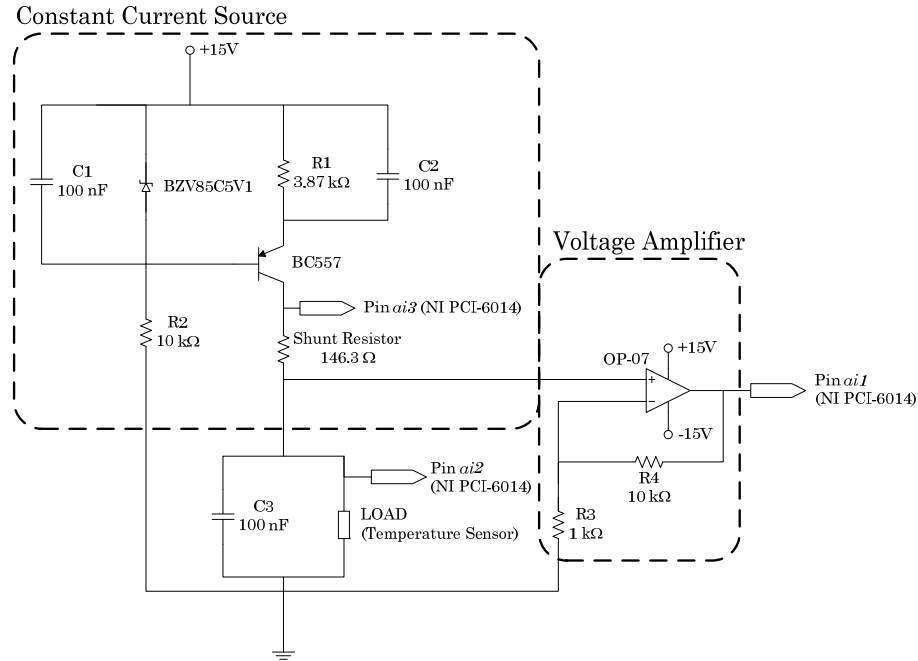 Constant Current Source
+15V
C1
100 nF
BZV85C5V1
R1
3.87 kΩ
C2
100 nF
BC557
Pin ai3 (NI PCI-6014)
R2
10 kΩ
Shunt Resistor
146.3 Ω
Voltage Amplifier
OP-07
+15V
+
−
-15V
Pin ai1
(NI PCI-6014)
R4
10 kΩ
R3
1 kΩ
Pin ai2
(NI PCI-6014)
C3
100 nF
LOAD
(Temperature Sensor)